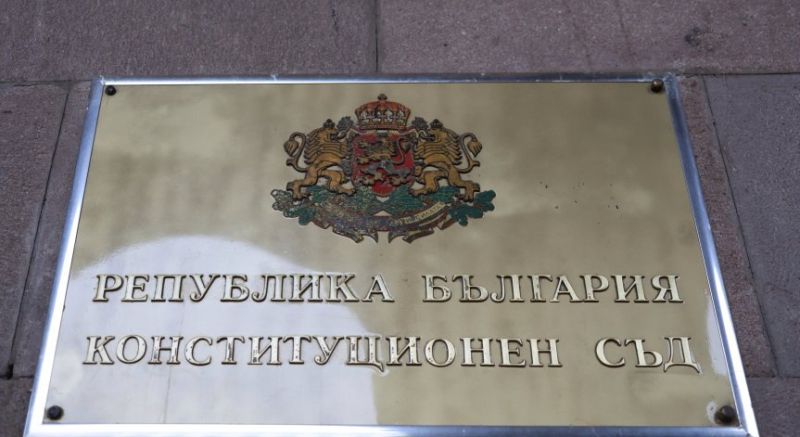 РЕПУБЛИКА БЪЛГАРИЯ
КОНСТИТУЦИОНЕН СЪД